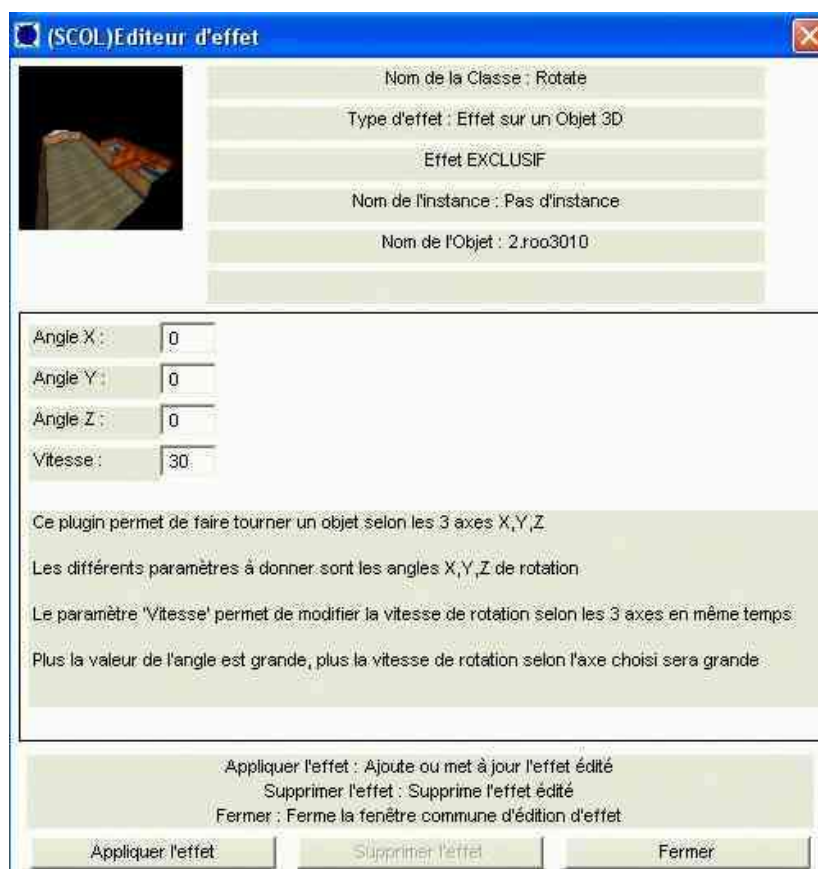 (SCOL)Editeur d'effet
Nom de la Classe : Rotate
Type d'effet : Effet sur un Objet 3D
Effet EXCLUSIF
Nom de l'instance : Pas d'instance
Nom de l'Objet : 2.roo3010
Angle X : 0
Angle Y : 0
Angle Z : 0
Vitesse : 30
Ce plugin permet de faire tourner un objet selon les 3 axes X,Y,Z
Les différents paramètres à donner sont les angles X,Y,Z de rotation
Le paramètre 'Vitesse' permet de modifier la vitesse de rotation selon les 3 axes en même temps
Plus la valeur de l'angle est grande, plus la vitesse de rotation selon l'axe choisi sera grande
Appliquer l'effet : Ajoute ou met à jour l'effet édité
Supprimer l'effet : Supprime l'effet édité
Fermer : Ferme la fenêtre commune d'édition d'effet
Appliquer l'effet Supprimer l'effet Fermer